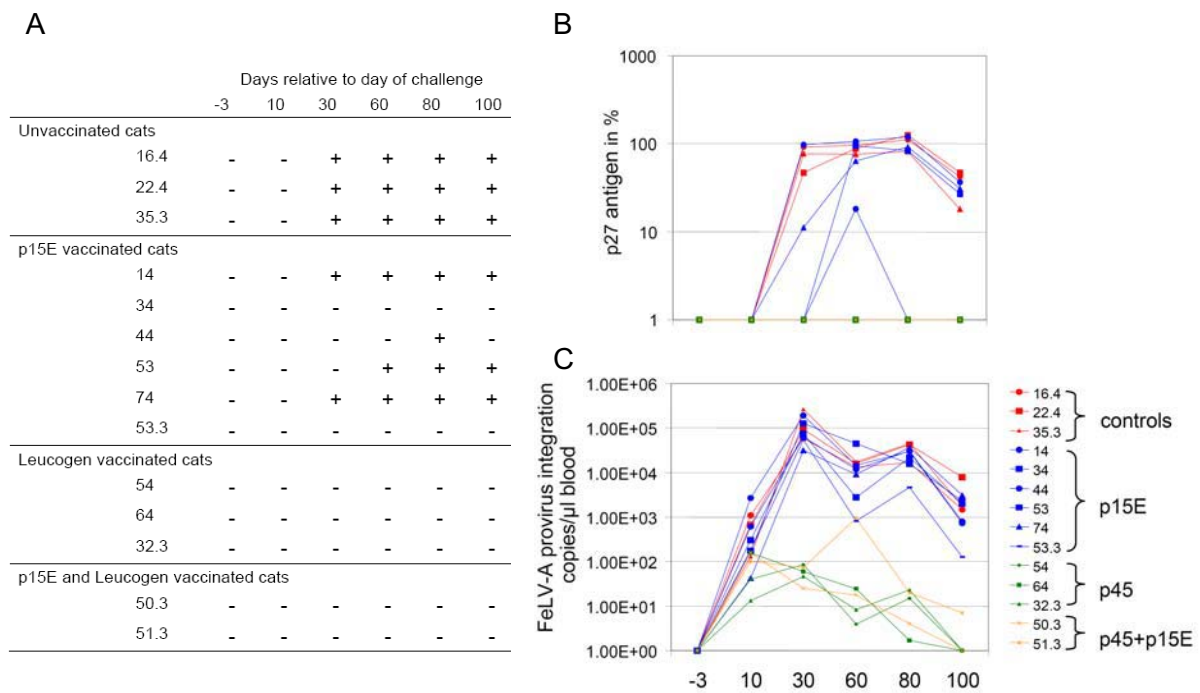 A
Days relative to day of challenge
-3 10 30 60 80 100
Unvaccinated cats
16.4 - - + + + +
22.4 - - + + + +
35.3 - - + + + +
p15E vaccinated cats
14 - - + + + +
34 - - - - - -
44 - - - - + -
53 - - - + + +
74 - - + + + +
53.3 - - - - - -
Leucogen vaccinated cats
54 - - - - - -
64 - - - - - -
32.3 - - - - - -
p15E and Leucogen vaccinated cats
50.3 - - - - - -
51.3 - - - - - -
B
p27 antigen in %
1000
100
10
1
C
FeLV-A provirus integration
copies/µl blood
1.00E+06
1.00E+05
1.00E+04
1.00E+03
1.00E+02
1.00E+01
1.00E+00
-3 10 30 60 80 100
16.4
22.4
35.3
controls
14
34
44
53
74
53.3
p15E
54
64
32.3
p45
50.3
51.3
p45+p15E